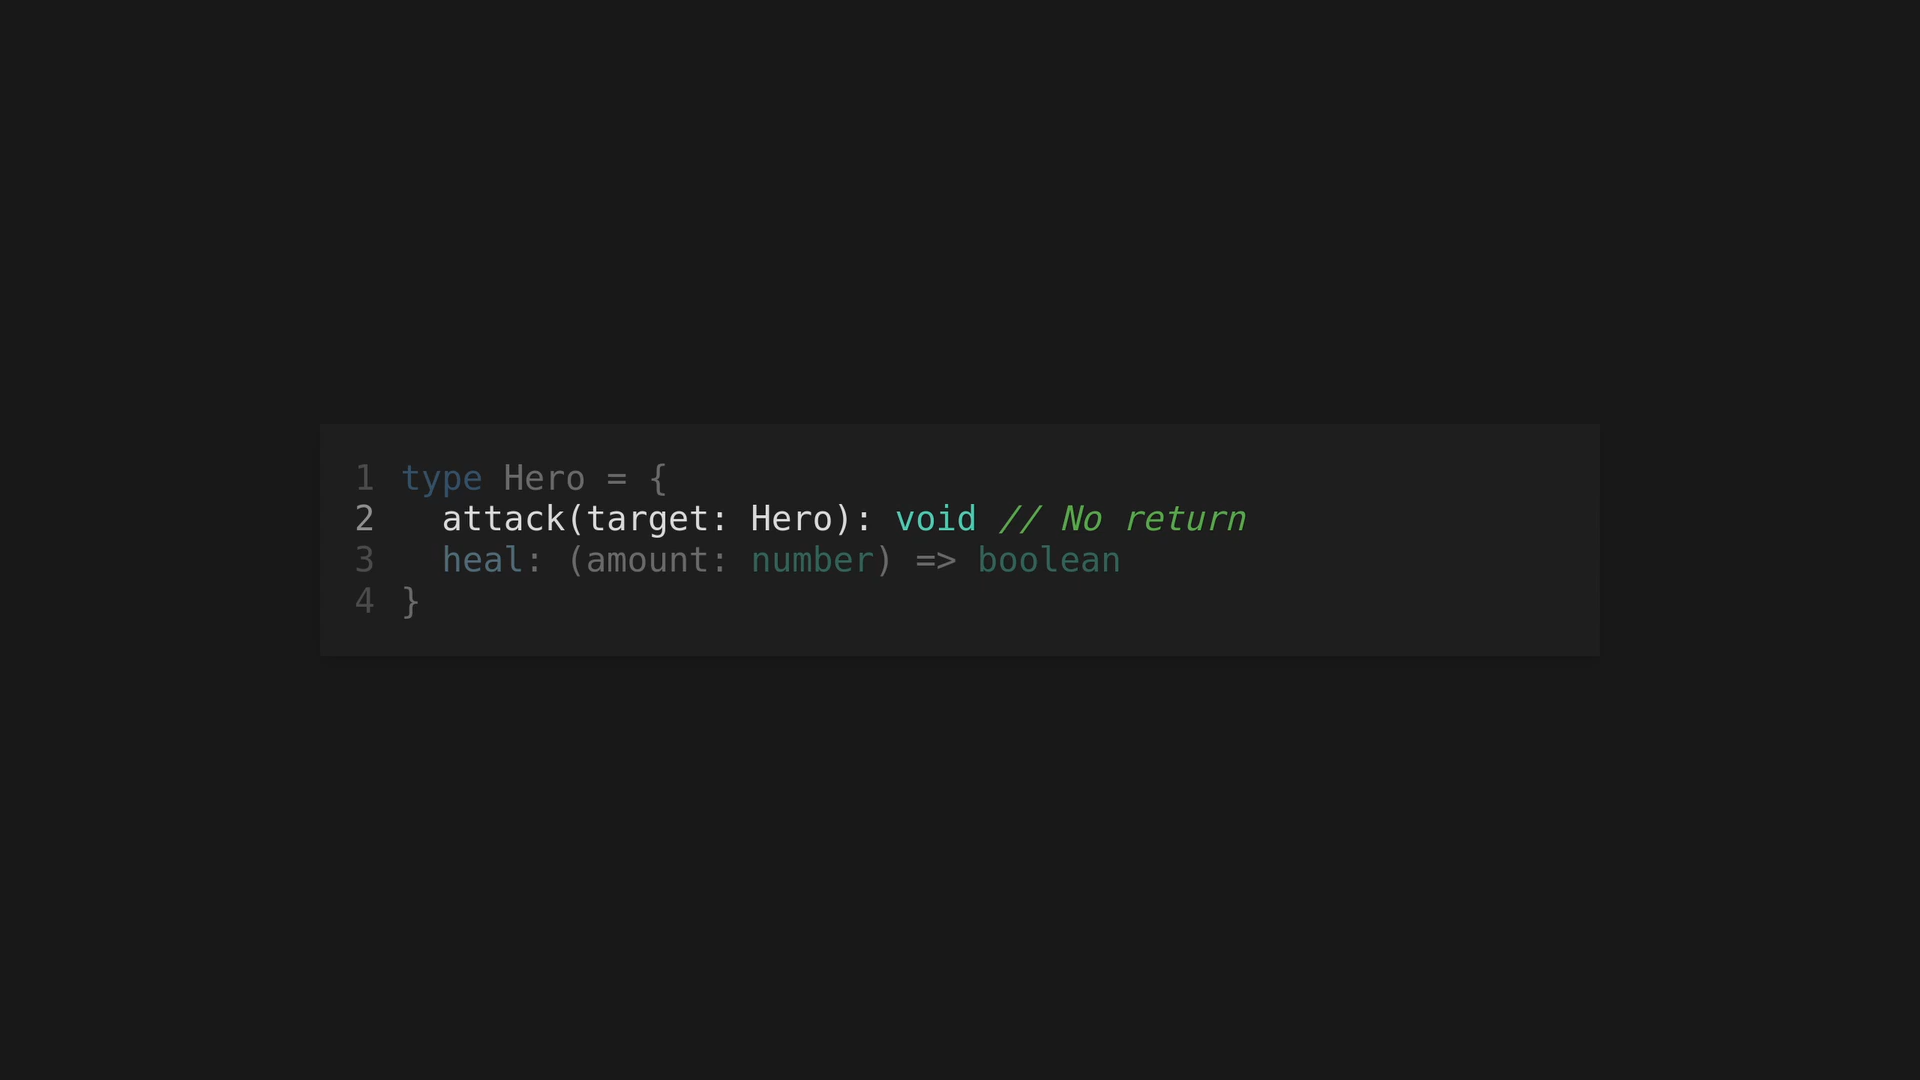 1 type Hero = {
2   attack(target: Hero): void // No return
3   heal: (amount: number) => boolean
4 }